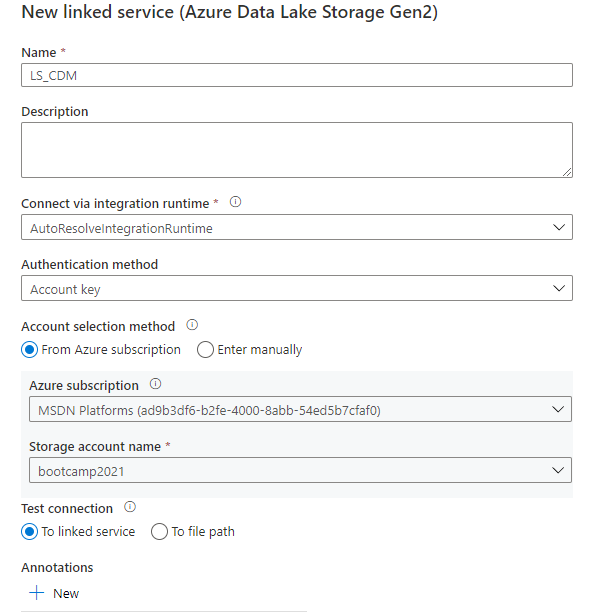 New linked service (Azure Data Lake Storage Gen2)
Name *
LS_CDM
Description
Connect via integration runtime *
AutoResolveIntegrationRuntime
Authentication method
Account key
Account selection method
From Azure subscription Enter manually
Azure subscription
MSDN Platforms (ad9b3df6-b2fe-4000-8abb-54ed5b7cfaf0)
Storage account name *
bootcamp2021
Test connection
To linked service To file path
Annotations
+ New